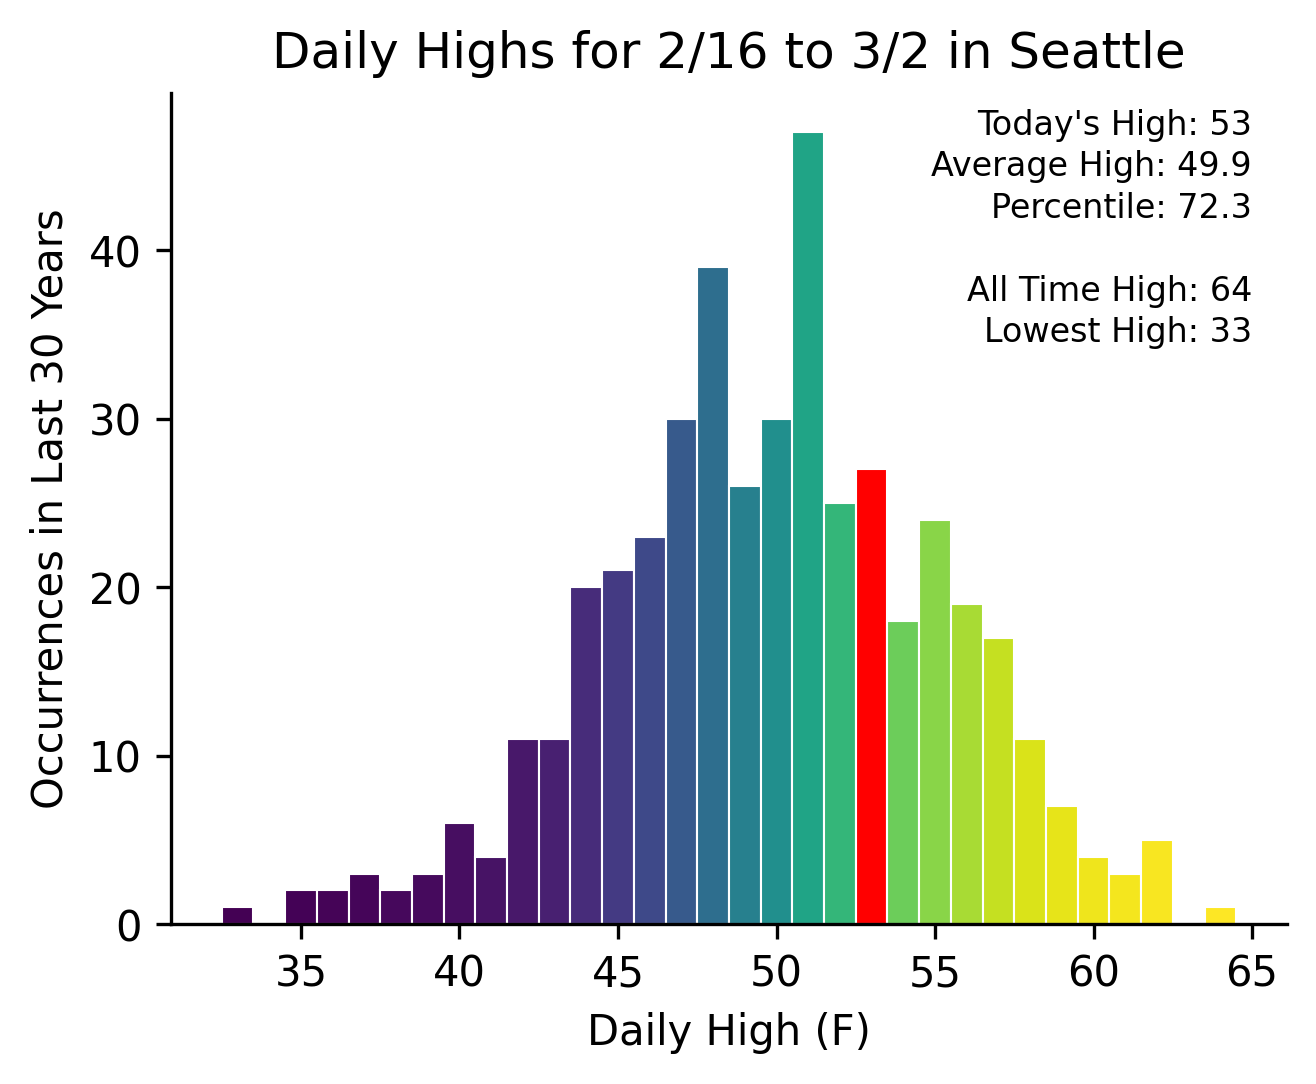 Daily Highs for 2/16 to 3/2 in Seattle
Today's High: 53
Average High: 49.9
Percentile: 72.3
All Time High: 64
Lowest High: 33
Occurrences in Last 30 Years
40
30
20
10
0
35 40 45 50 55 60 65
Daily High (F)